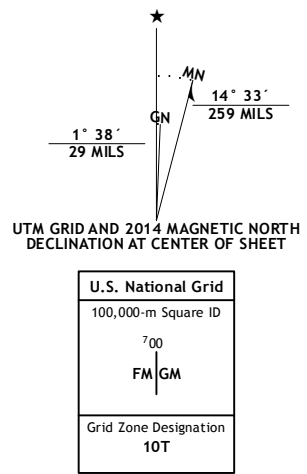 ★
MN
GN
14° 33´
259 MILS
1° 38´
29 MILS
UTM GRID AND 2014 MAGNETIC NORTH
DECLINATION AT CENTER OF SHEET
U.S. National Grid
100,000-m Square ID
⁷00
FM GM
Grid Zone Designation
10T